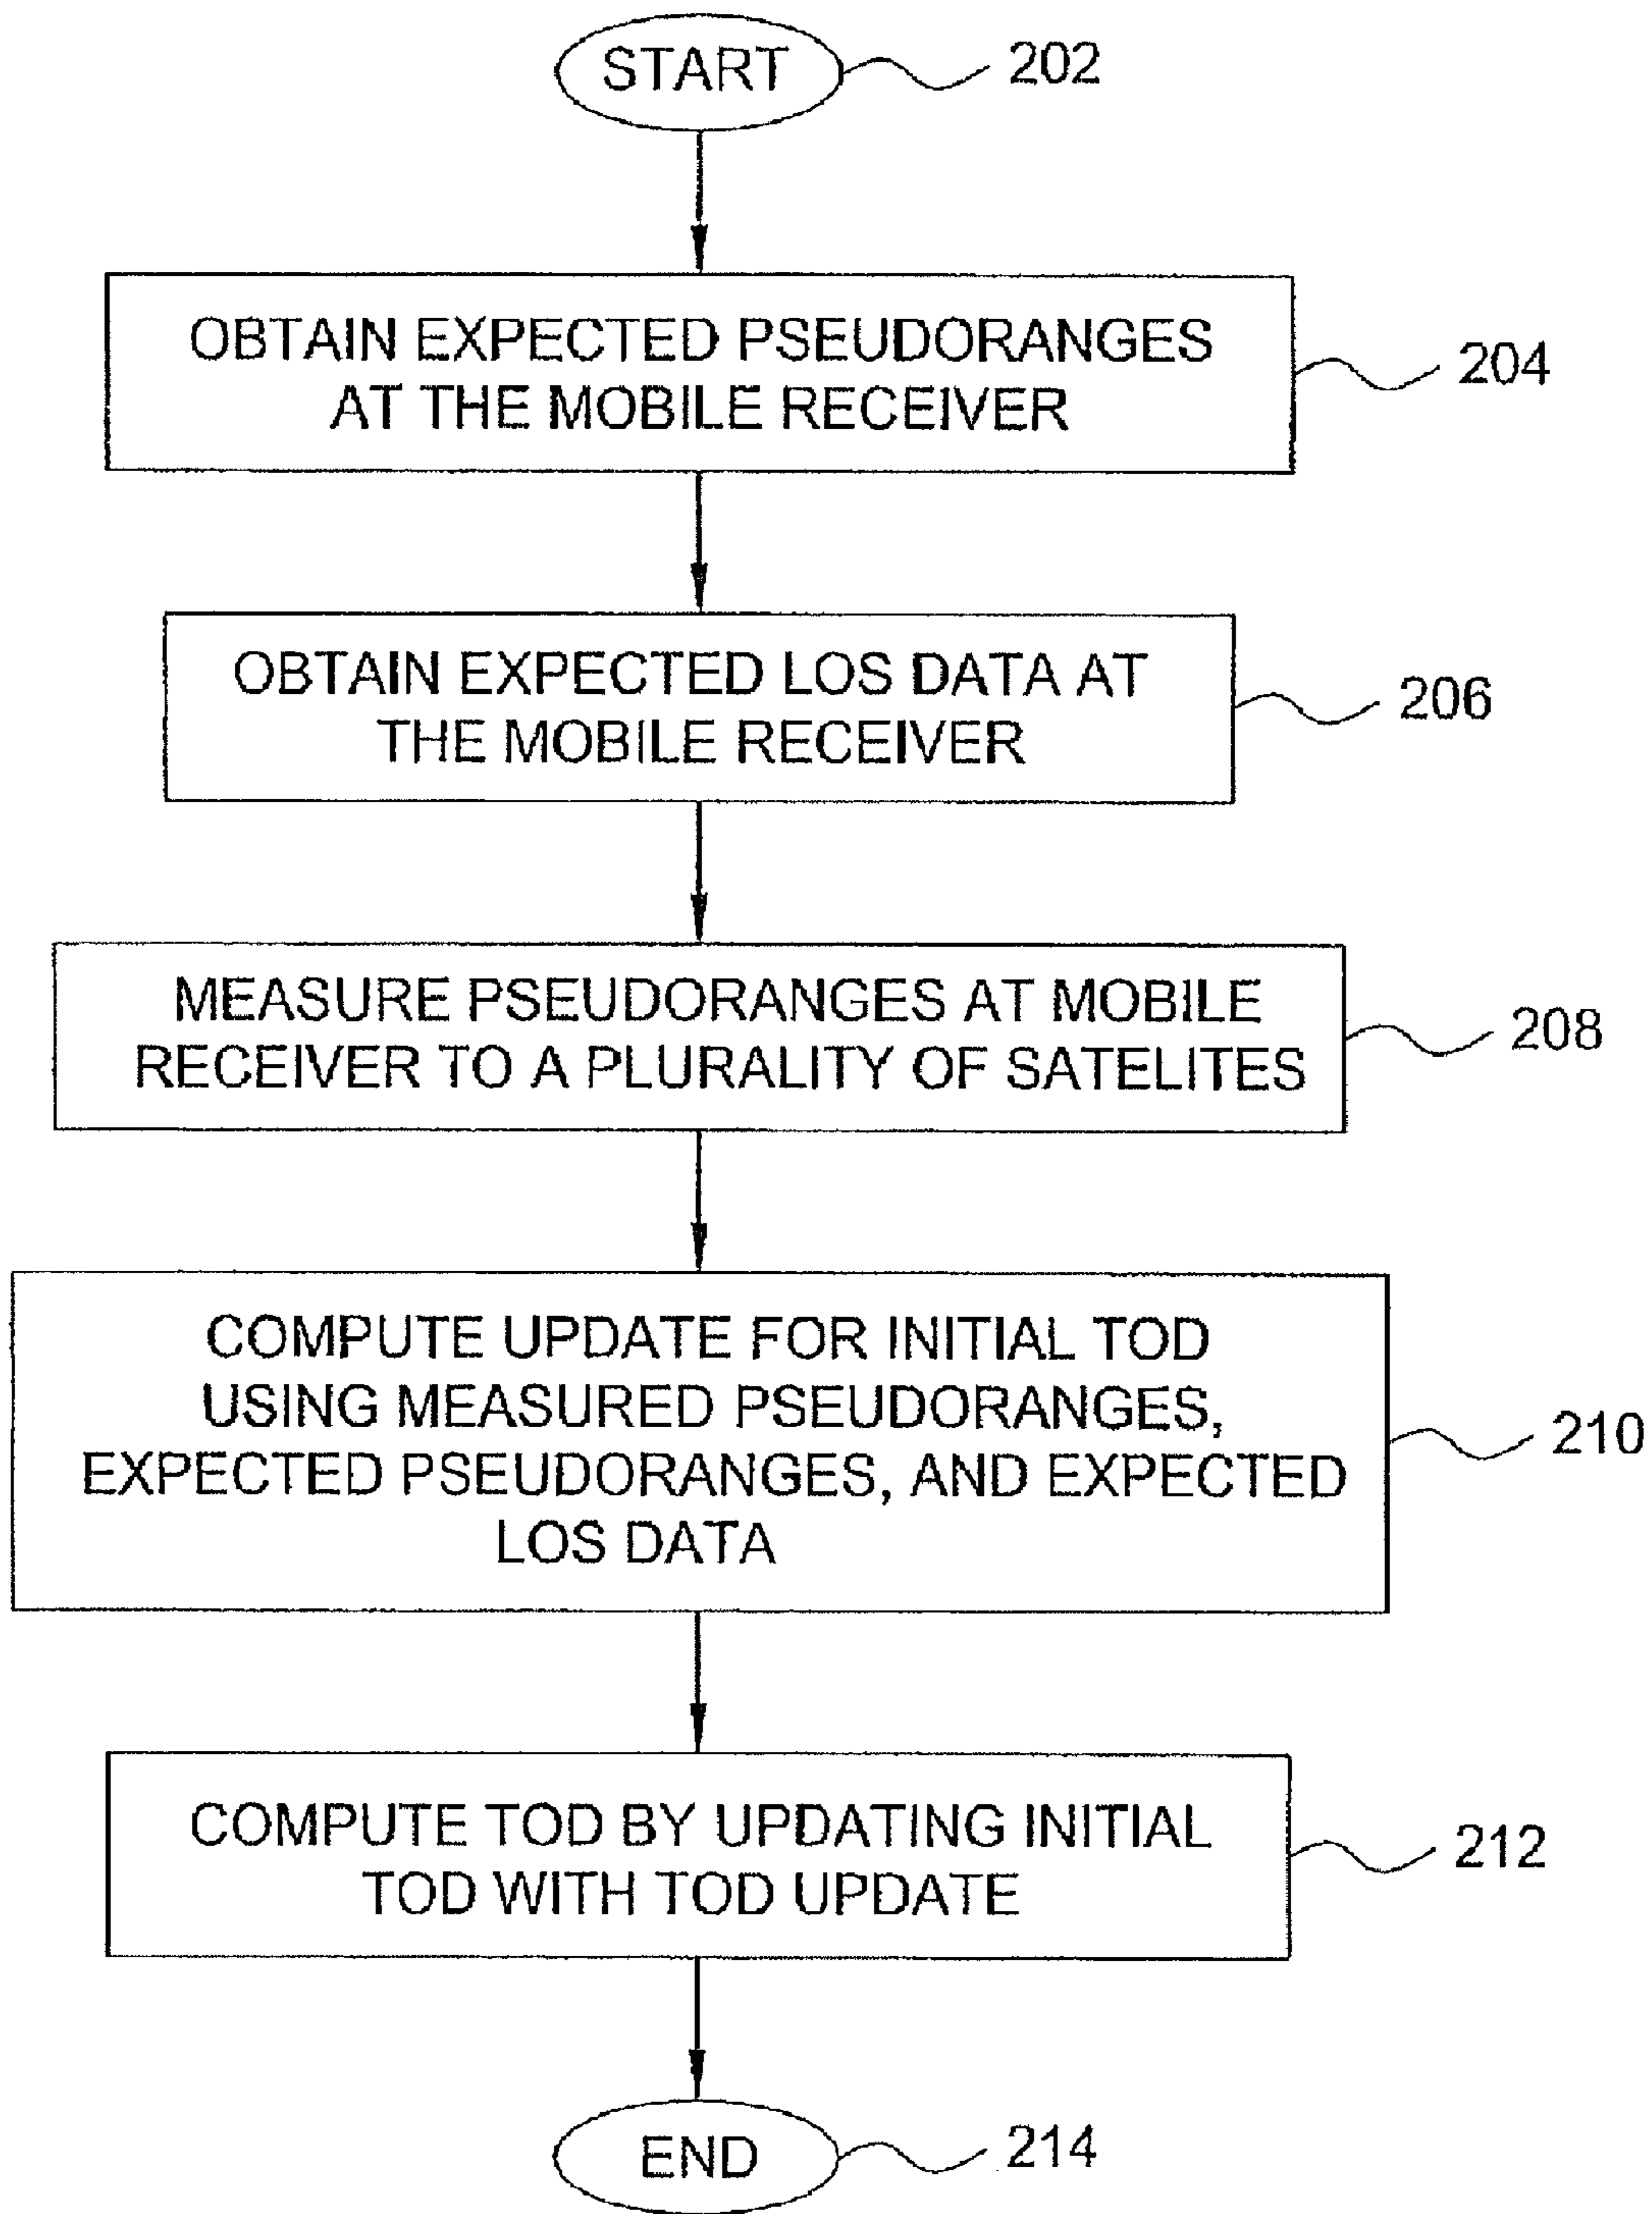 START
202
OBTAIN EXPECTED PSEUDORANGES
AT THE MOBILE RECEIVER
204
OBTAIN EXPECTED LOS DATA AT
THE MOBILE RECEIVER
206
MEASURE PSEUDORANGES AT MOBILE
RECEIVER TO A PLURALITY OF SATELITES
208
COMPUTE UPDATE FOR INITIAL TOD
USING MEASURED PSEUDORANGES,
EXPECTED PSEUDORANGES, AND EXPECTED
LOS DATA
210
COMPUTE TOD BY UPDATING INITIAL
TOD WITH TOD UPDATE
212
END
214